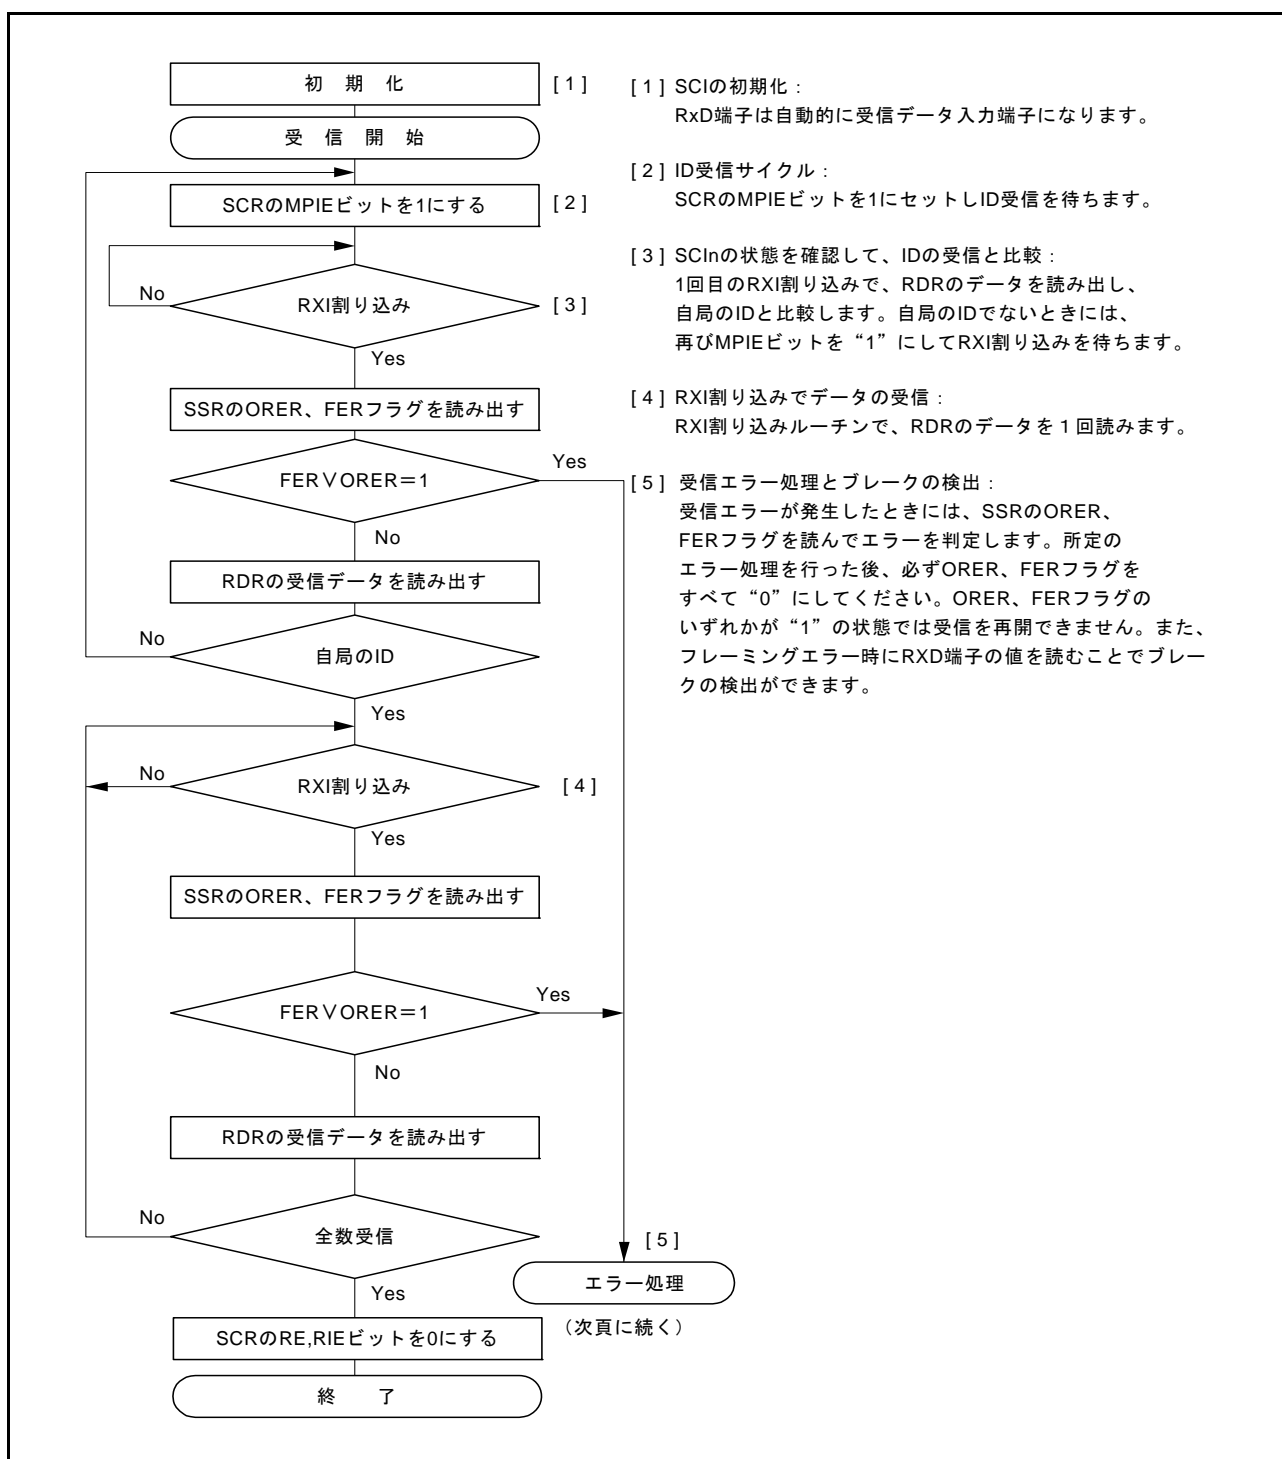 初 期 化
[ 1 ]
受 信 開 始
SCRのMPIEビットを1にする
[ 2 ]
No
RXI割り込み
[ 3 ]
Yes
SSRのORER、FERフラグを読み出す
FER∨ORER＝1
Yes
No
RDRの受信データを読み出す
No
自局のID
Yes
No
RXI割り込み
[ 4 ]
Yes
SSRのORER、FERフラグを読み出す
FER∨ORER＝1
Yes
No
RDRの受信データを読み出す
No
全数受信
[ 5 ]
エラー処理
Yes
（次頁に続く）
SCRのRE,RIEビットを0にする
終 了
[ 1 ] SCIの初期化：
RxD端子は自動的に受信データ入力端子になります。
[ 2 ] ID受信サイクル：
SCRのMPIEビットを1にセットしID受信を待ちます。
[ 3 ] SCInの状態を確認して、IDの受信と比較：
1回目のRXI割り込みで、RDRのデータを読み出し、
自局のIDと比較します。自局のIDでないときには、
再びMPIEビットを“1”にしてRXI割り込みを待ちます。
[ 4 ] RXI割り込みでデータの受信：
RXI割り込みルーチンで、RDRのデータを１回読みます。
[ 5 ] 受信エラー処理とブレークの検出：
受信エラーが発生したときには、SSRのORER、
FERフラグを読んでエラーを判定します。所定の
エラー処理を行った後、必ずORER、FERフラグを
すべて“0”にしてください。ORER、FERフラグの
いずれかが“1”の状態では受信を再開できません。また、
フレーミングエラー時にRXD端子の値を読むことでブレー
クの検出ができます。